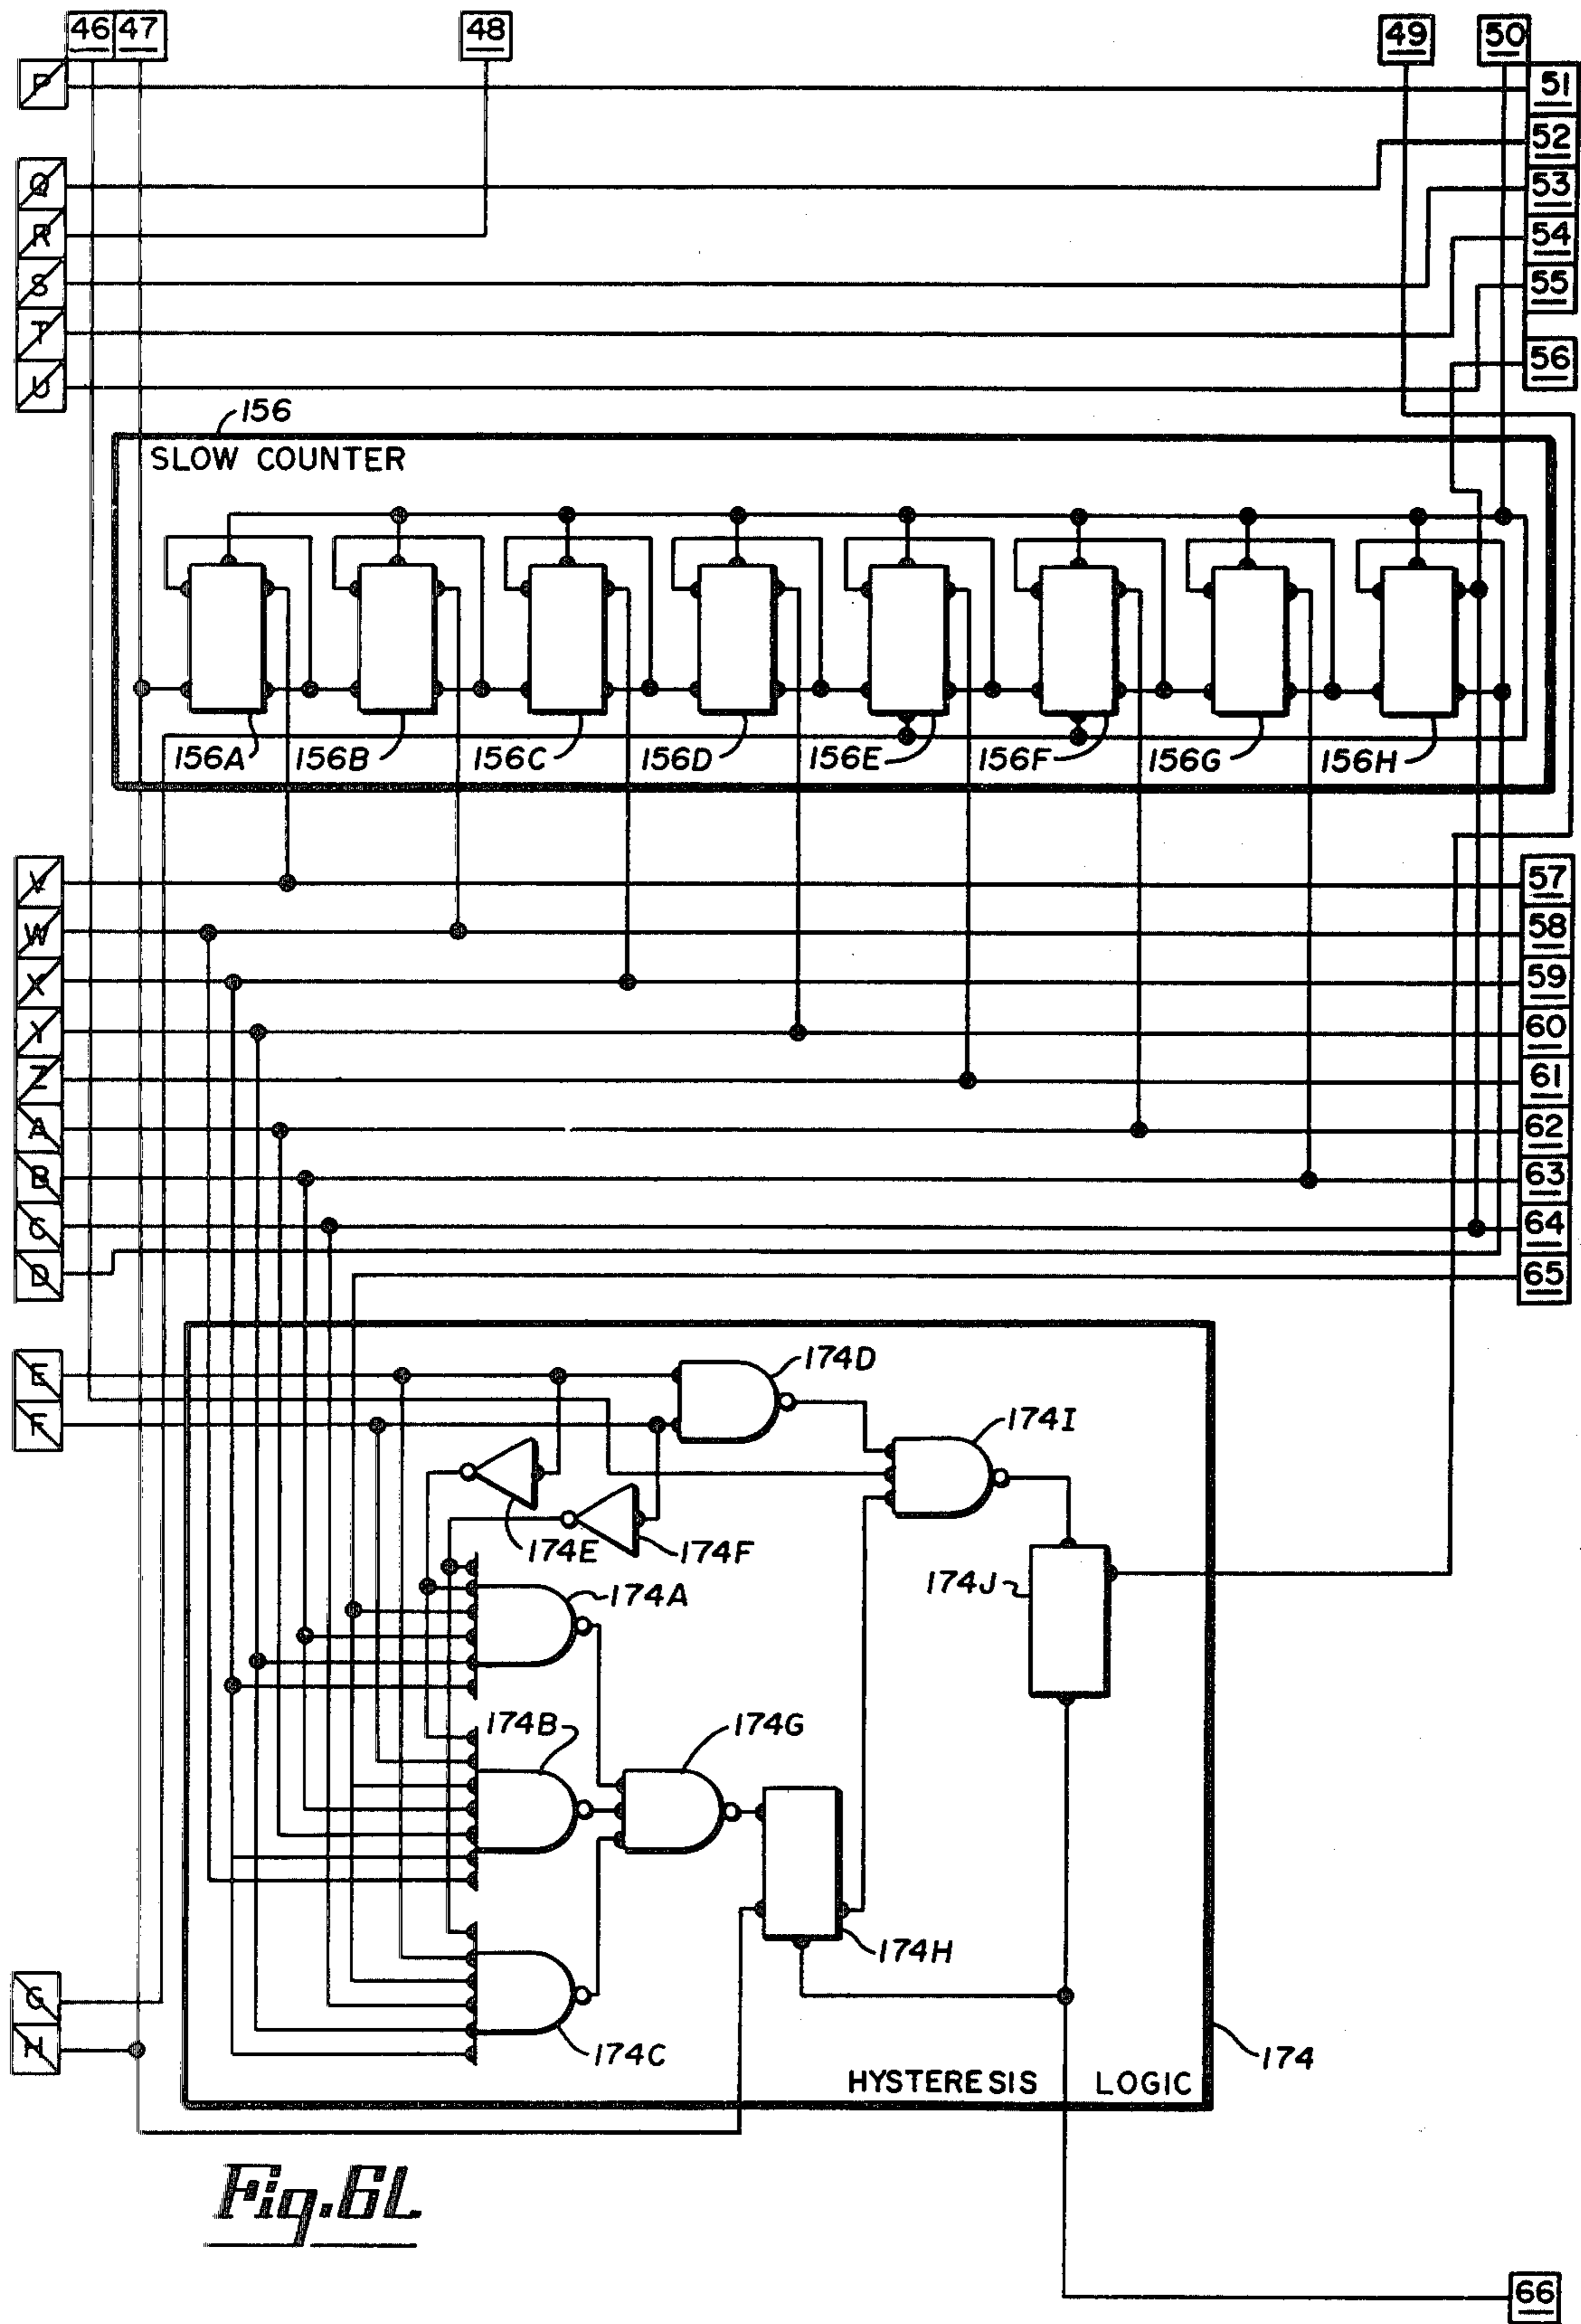 46 47 48 49 50
P 51
52
Q 53
R 54
S 55
T
56
U
156
SLOW COUNTER
156A 156B 156C 156D 156E 156F 156G 156H
V 57
W 58
X 59
Y 60
Z 61
A 62
B 63
C 64
D 65
E 174D
F 174I
174E 174F
174J 174A
174B 174G
174H
G
H 174C 174
HYSTERESIS LOGIC
Fig. 6L
66